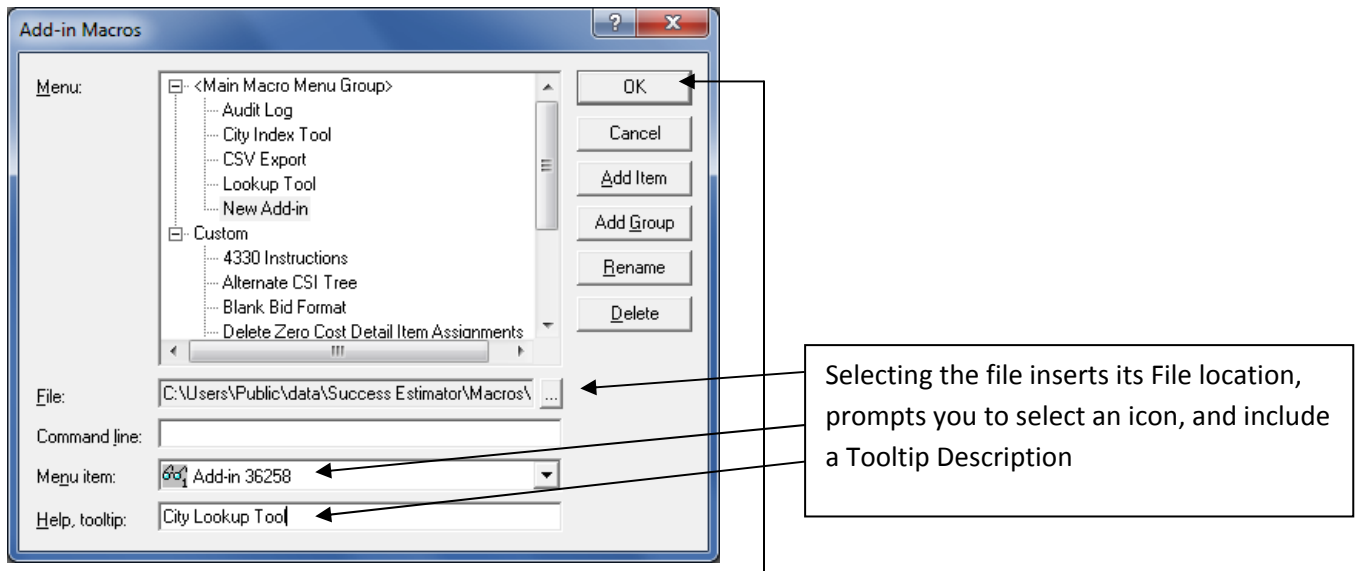 Add-in Macros
Menu:
<Main Macro Menu Group>
Audit Log
City Index Tool
CSV Export
Lookup Tool
New Add-in
Custom
4330 Instructions
Alternate CSI Tree
Blank Bid Format
Delete Zero Cost Detail Item Assignments
OK
Cancel
Add Item
Add Group
Rename
Delete
File:
C:\Users\Public\data\Success Estimator\Macros\
...
Command line:
Menu item:
Add-in 36258
Help, tooltip:
City Lookup Tool
Selecting the file inserts its File location,
prompts you to select an icon, and include
a Tooltip Description